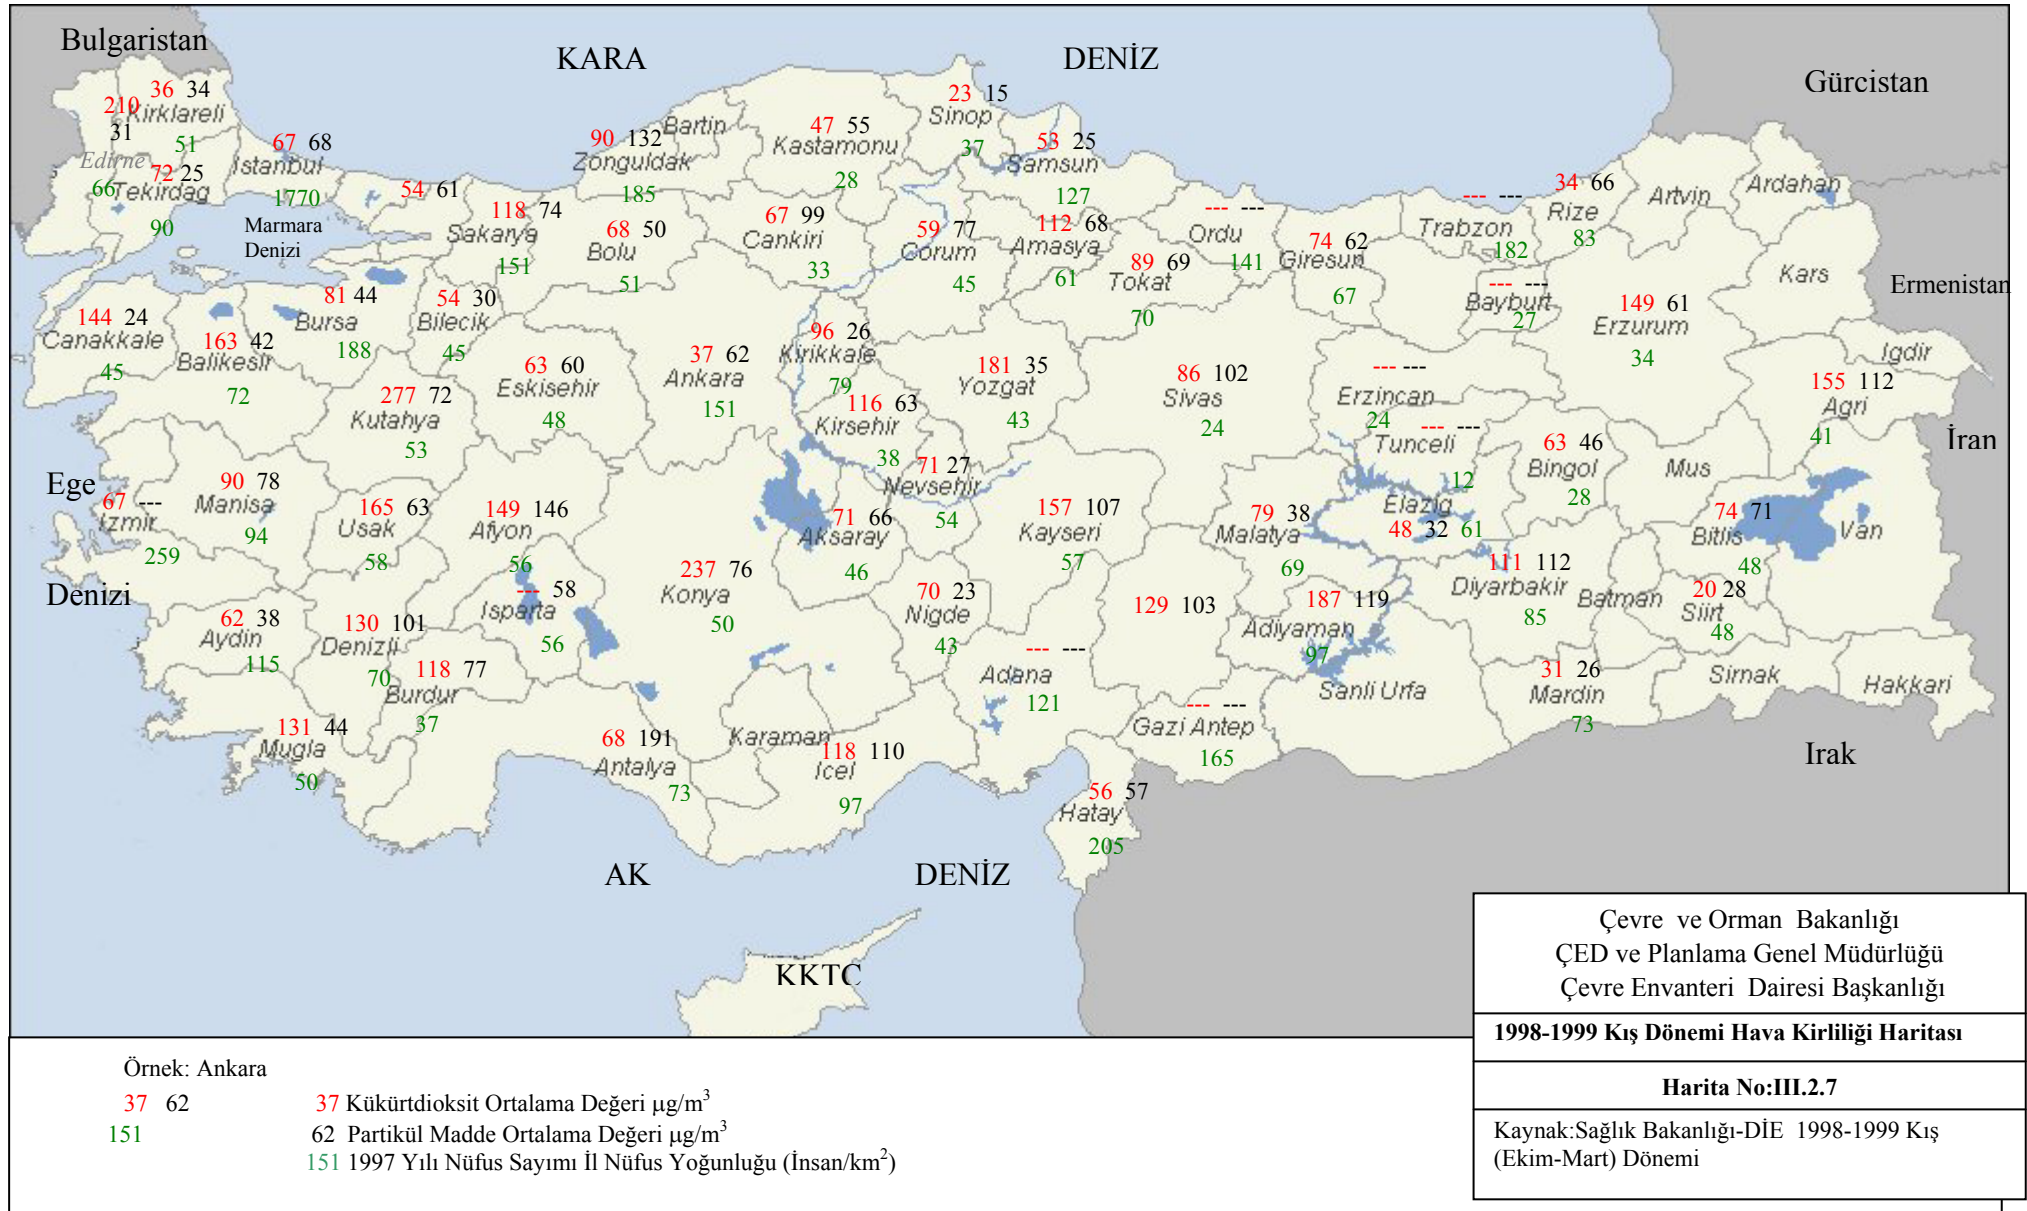 Bulgaristan
KARA DENİZ
Gürcistan
36 34
210 Kirklareli
31
51
Edirne
66
72 25
Tekirdag
90
67 68
Istanbul
1770
Marmara
Denizi
54 61
118 74
Sakarya
151
90 132
Zonguldak
185
Bartin
47 55
Kastamonu
28
23 15
Sinop
37
53 25
Samsun
127
68 50
Bolu
51
67 99
Cankiri
33
59 77
Corum
45
112 68
Amasya
61
89 69
Tokat
70
--- ---
Ordu
141
74 62
Giresun
67
--- ---
Trabzon
182
34 66
Rize
83
Artvin
Ardahan
Kars
Ermenistan
--- ---
Bayburt
27
149 61
Erzurum
34
Igdir
155 112
Agri
41
İran
144 24
Canakkale
45
163 42
Balikesir
72
81 44
Bursa
188
54 30
Bilecik
45
277 72
Kutahya
53
63 60
Eskisehir
48
37 62
Ankara
151
96 26
Kirikkale
79
116 63
Kirsehir
38
181 35
Yozgat
43
86 102
Sivas
24
--- ---
Erzincan
24
--- ---
Tunceli
12
63 46
Bingol
28
Mus
Ege
Denizi
67 ---
Izmir
259
90 78
Manisa
94
165 63
Usak
58
149 146
Afyon
56
71 27
Nevsehir
54
71 66
Aksaray
46
157 107
Kayseri
57
79 38
Malatya
69
Elazig
48 32 61
74 71
Bitlis
48
Van
62 38
Aydin
115
130 101
Denizli
70
--- 58
Isparta
56
118 77
Burdur
37
237 76
Konya
50
70 23
Nigde
43
129 103
187 119
Adiyaman
97
111 112
Diyarbakir
85
Batman
20 28
Siirt
48
131 44
Mugla
50
68 191
Antalya
73
Karaman
118 110
Icel
97
--- ---
Adana
121
--- ---
Gazi Antep
165
Sanli Urfa
31 26
Mardin
73
Sirnak
Hakkari
56 57
Hatay
205
Irak
AK DENİZ
KKTC
Çevre ve Orman Bakanlığı
ÇED ve Planlama Genel Müdürlüğü
Çevre Envanteri Dairesi Başkanlığı
1998-1999 Kış Dönemi Hava Kirliliği Haritası
Harita No:III.2.7
Kaynak:Sağlık Bakanlığı-DİE 1998-1999 Kış
(Ekim-Mart) Dönemi
Örnek: Ankara
37 62
151
37 Kükürtdioksit Ortalama Değeri µg/m³
62 Partikül Madde Ortalama Değeri µg/m³
151 1997 Yılı Nüfus Sayımı İl Nüfus Yoğunluğu (İnsan/km²)